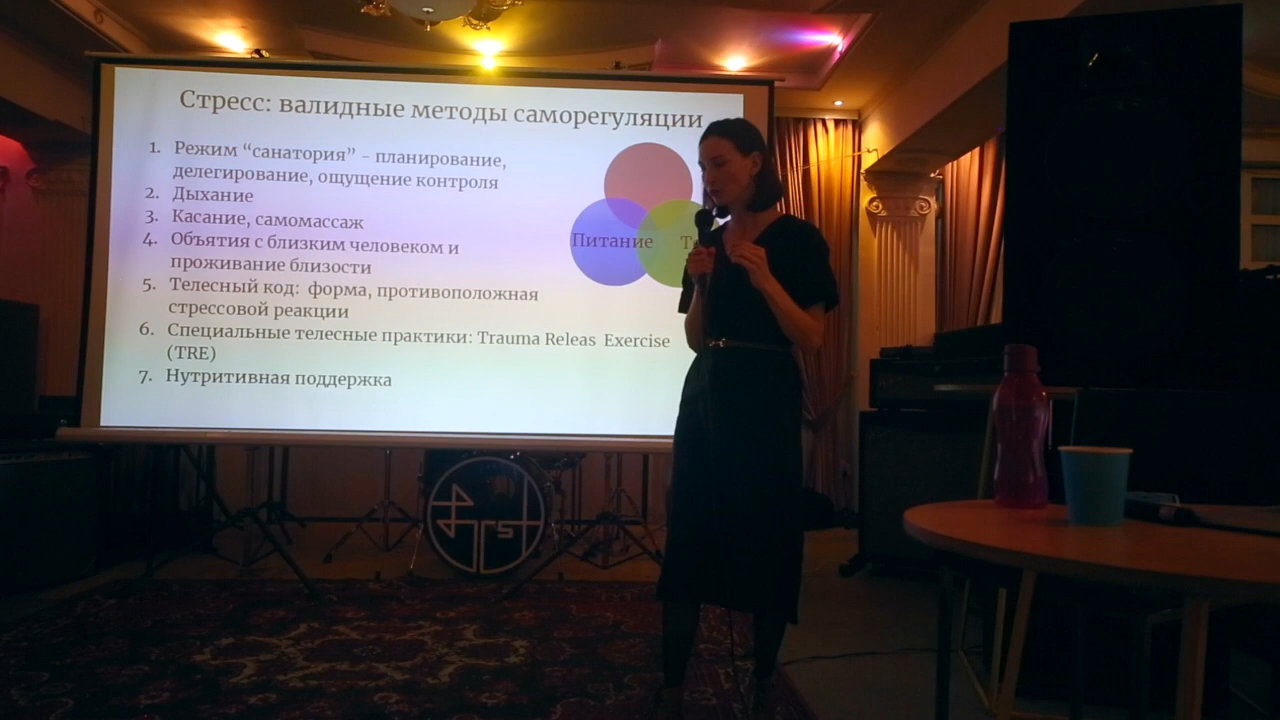 Стресс: валидные методы саморегуляции
1. Режим “санатория” - планирование,
делегирование, ощущение контроля
2. Дыхание
3. Касание, самомассаж
4. Объятия с близким человеком и
проживание близости
5. Телесный код: форма, противоположная
стрессовой реакции
6. Специальные телесные практики: Trauma Releas Exercise
(TRE)
7. Нутритивная поддержка
Питание